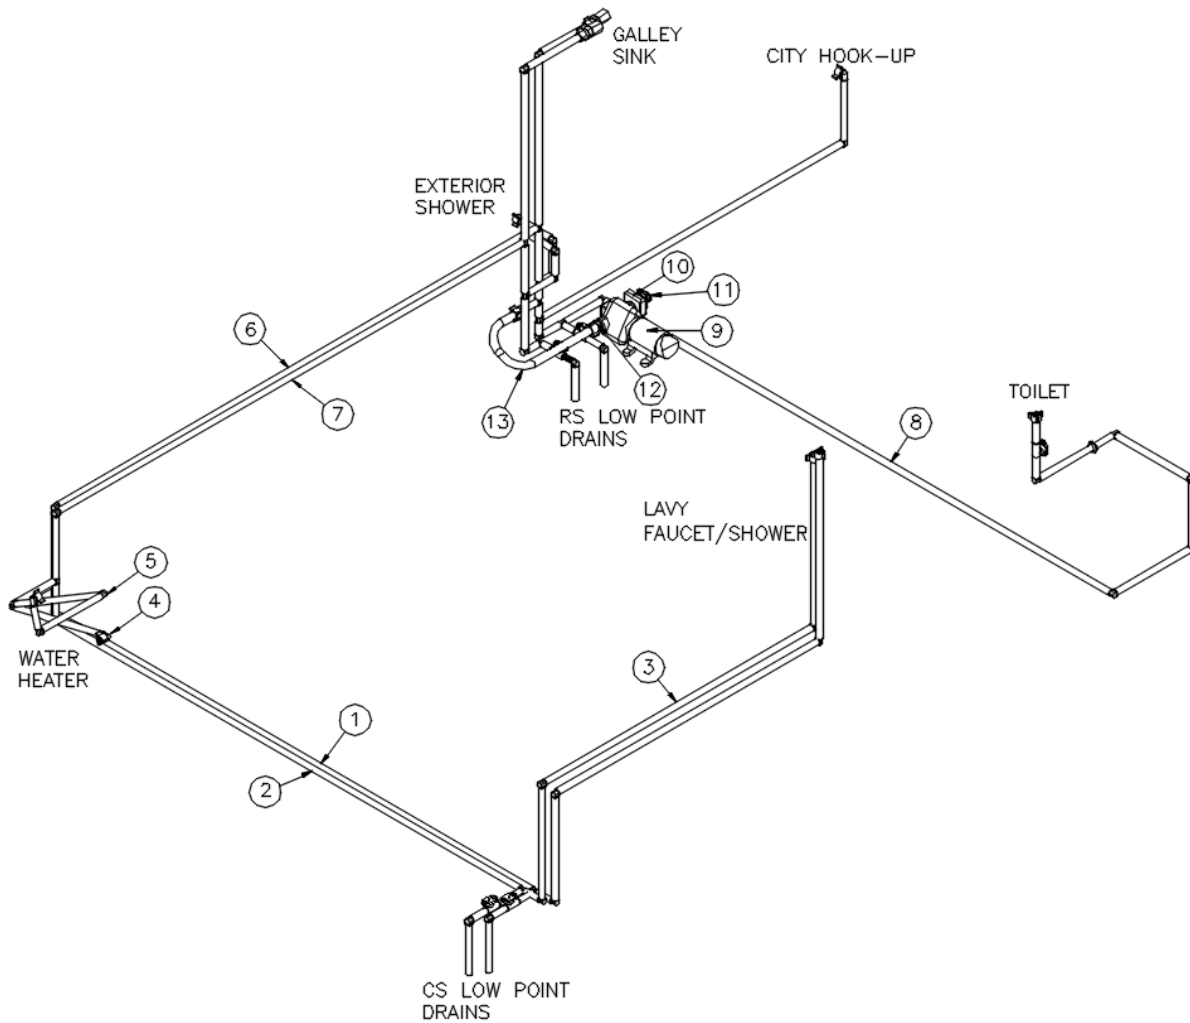 GALLEY
SINK
CITY HOOK-UP
EXTERIOR
SHOWER
10
11
9
6
12
7
13
RS LOW POINT
DRAINS
TOILET
8
LAVY
FAUCET/SHOWER
5
4
WATER
HEATER
3
1
2
CS LOW POINT
DRAINS